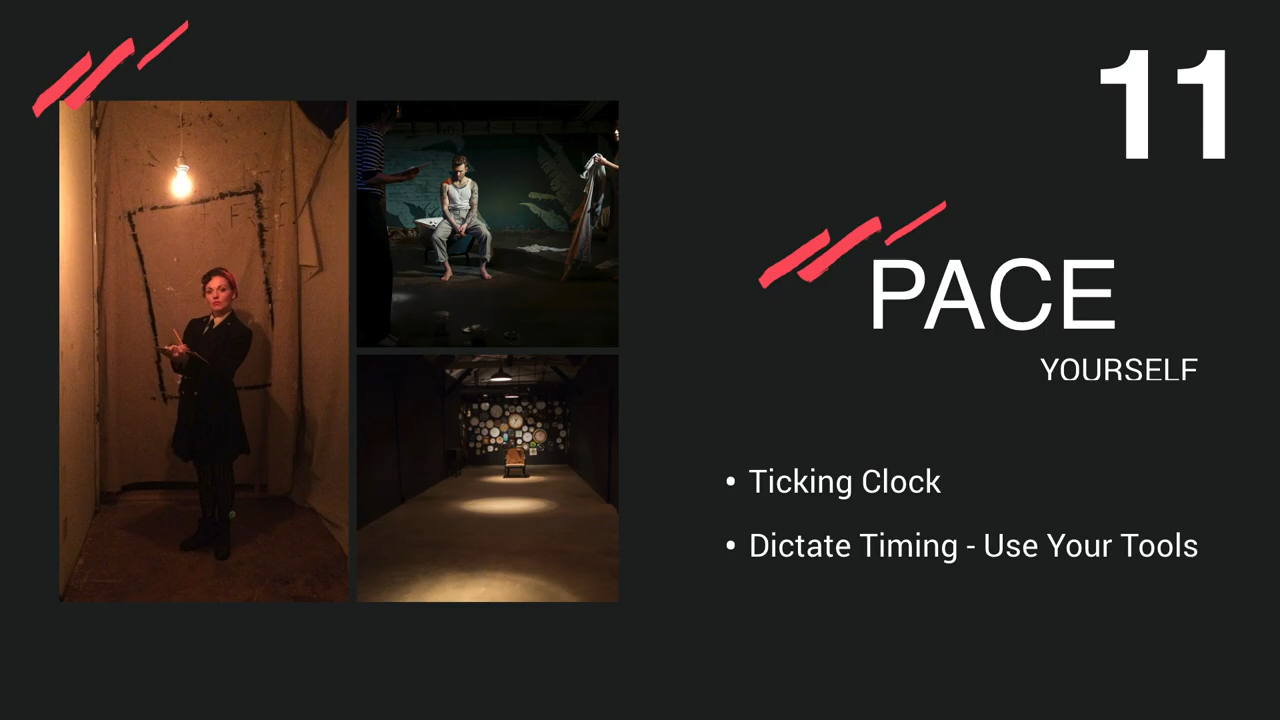 11
PACE
YOURSELF
• Ticking Clock
• Dictate Timing - Use Your Tools